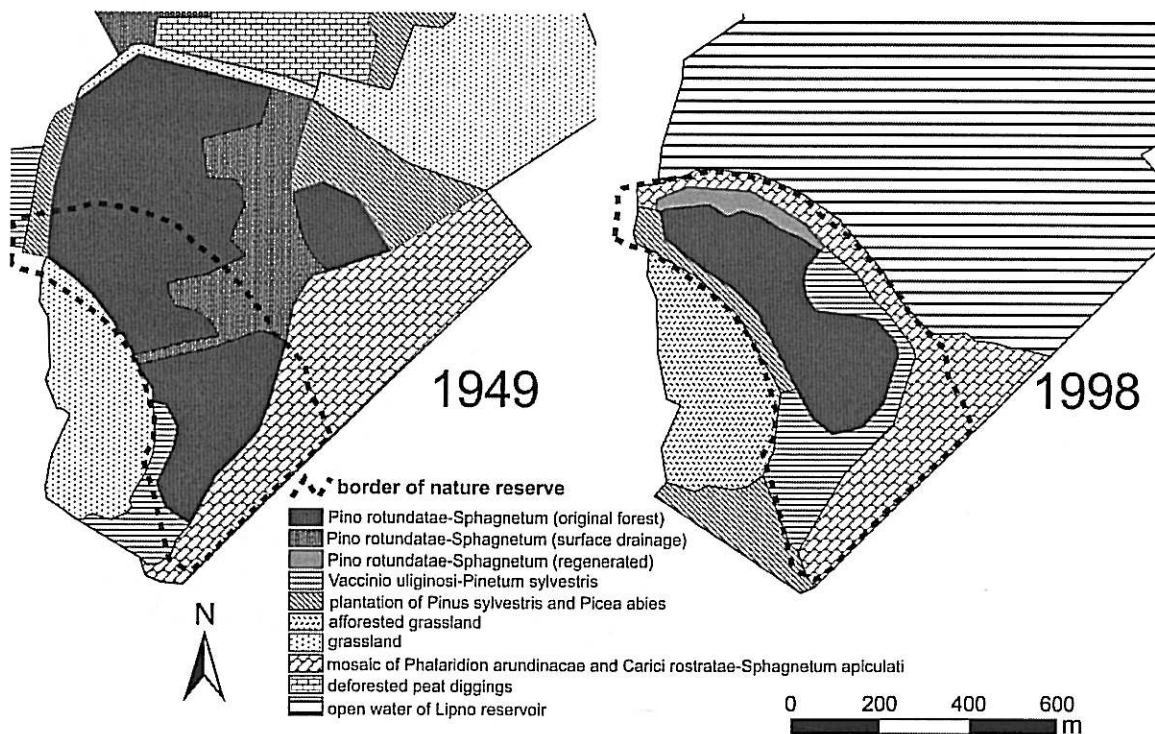 1949
1998
border of nature reserve
Pino rotundatae-Sphagnetum (original forest)
Pino rotundatae-Sphagnetum (surface drainage)
Pino rotundatae-Sphagnetum (regenerated)
Vaccinio uliginosi-Pinetum sylvestris
plantation of Pinus sylvestris and Picea abies
afforested grassland
grassland
mosaic of Phalaridion arundinacae and Carici rostratae-Sphagnetum apiculati
deforested peat diggings
open water of Lipno reservoir
N
0 200 400 600
m